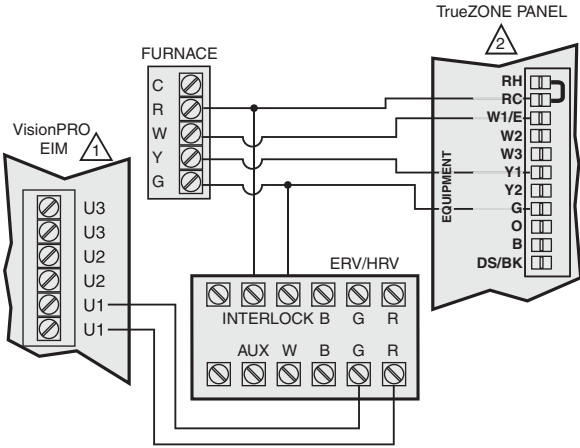 TrueZONE PANEL
2
FURNACE
C
R
W
Y
G
RH
RC
W1/E
W2
W3
Y1
Y2
G
O
B
DS/BK
EQUIPMENT
VisionPRO
EIM
1
U3
U3
U2
U2
U1
U1
ERV/HRV
INTERLOCK B G R
AUX W B G R